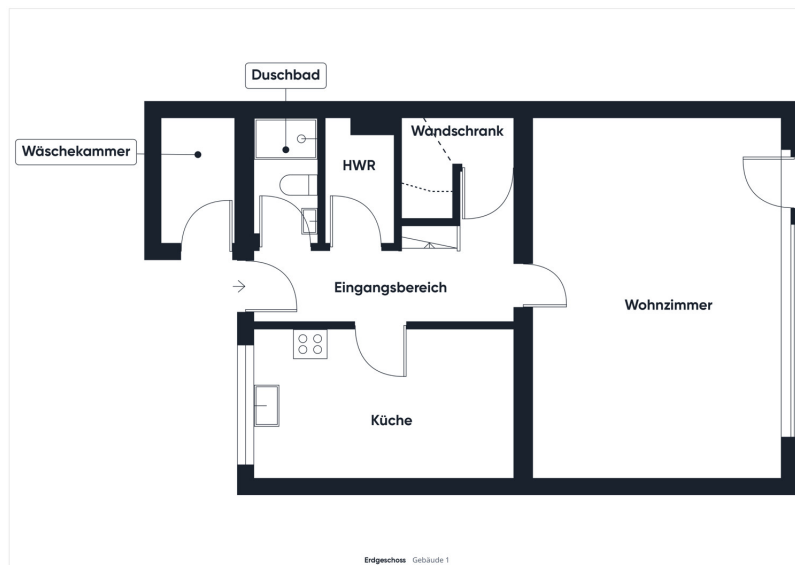 Duschbad
Wandschrank
Wäschekammer
HWR
Eingangsbereich
Wohnzimmer
Küche
Erdgeschoss Gebäude 1